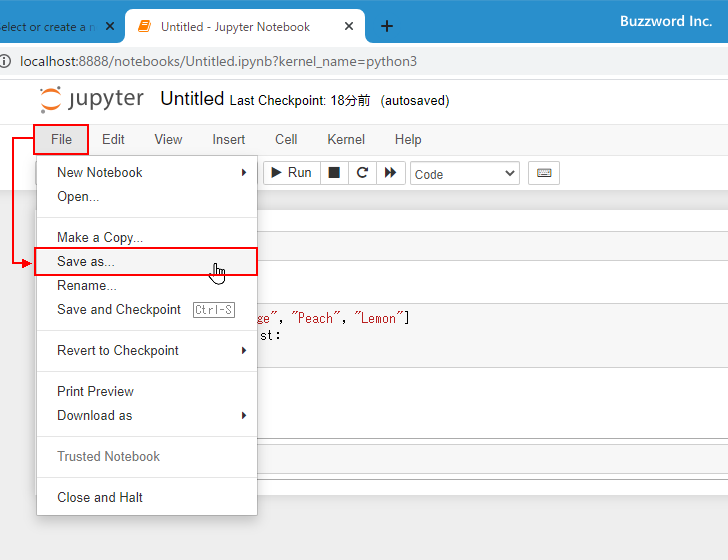 Buzzword Inc.
elect or create a n
Untitled - Jupyter Notebook
localhost:8888/notebooks/Untitled.ipynb?kernel_name=python3
jupyter Untitled Last Checkpoint: 18分前 (autosaved)
File Edit View Insert Cell Kernel Help
New Notebook Run Code
Open...
Make a Copy...
Save as...
Rename...
Save and Checkpoint Ctrl-S
ge", "Peach", "Lemon"]
st:
Revert to Checkpoint
Print Preview
Download as
Trusted Notebook
Close and Halt